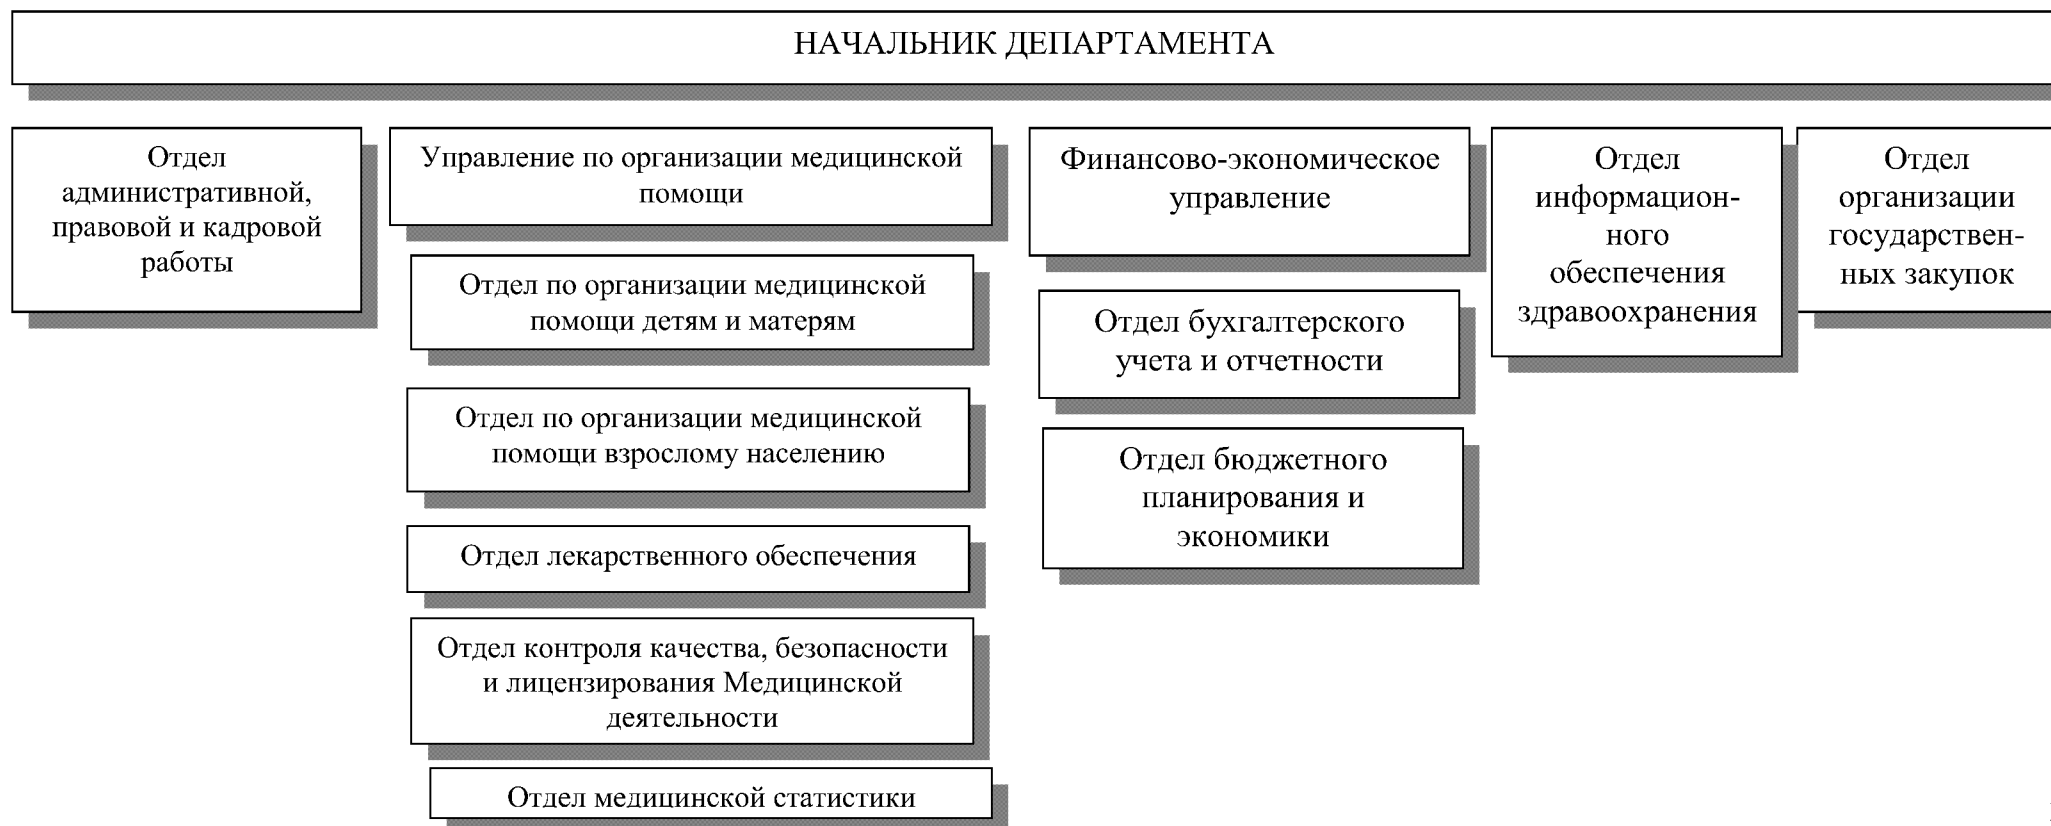 НАЧАЛЬНИК ДЕПАРТАМЕНТА
Отдел
административной,
правовой и кадровой
работы
Управление по организации медицинской
помощи
Отдел по организации медицинской
помощи детям и матерям
Отдел по организации медицинской
помощи взрослому населению
Отдел лекарственного обеспечения
Отдел контроля качества, безопасности
и лицензирования Медицинской
деятельности
Отдел медицинской статистики
Финансово-экономическое
управление
Отдел бухгалтерского
учета и отчетности
Отдел бюджетного
планирования и
экономики
Отдел
информацион-
ного
обеспечения
здравоохранения
Отдел
организации
государствен-
ных закупок